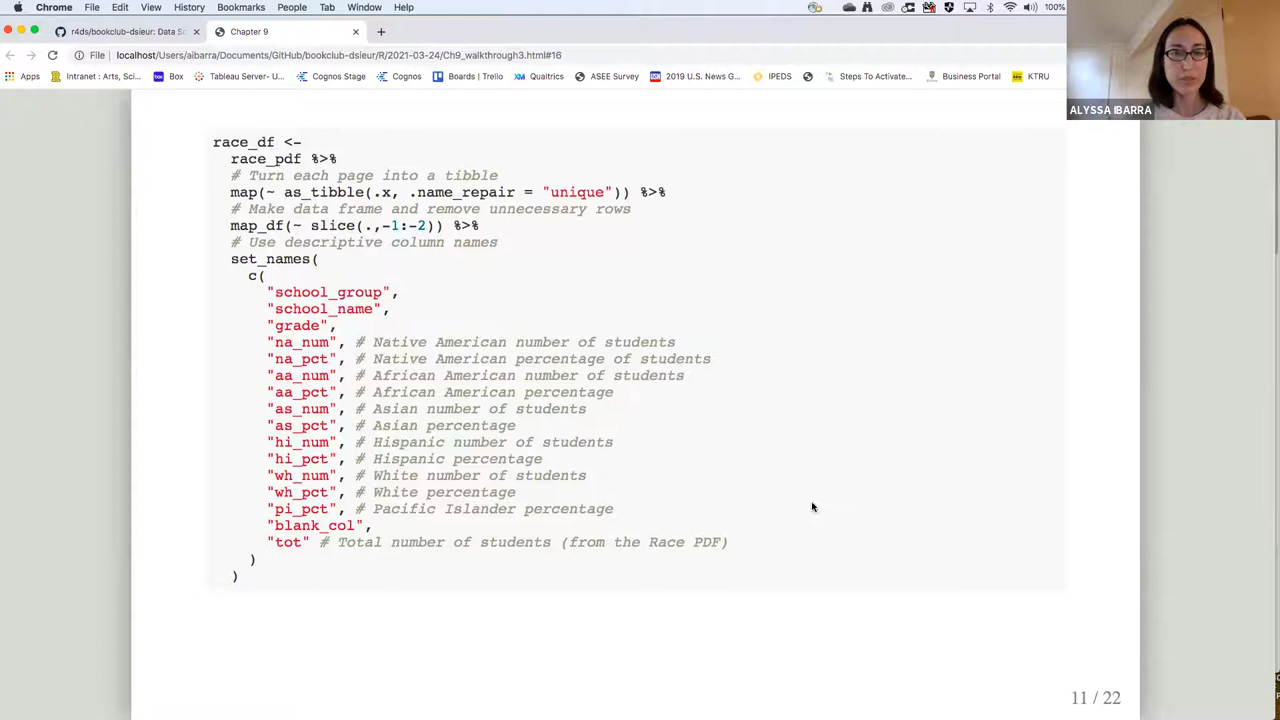 Chrome File Edit View History Bookmarks People Tab Window Help 100%
r4ds/bookclub-dsieur: Data Sc
Chapter 9
File localhost/Users/aibarra/Documents/GitHub/bookclub-dsieur/R/2021-03-24/Ch9_walkthrough3.html#16
Apps Intranet : Arts, Sci... Box Tableau Server- U... Cognos Stage Cognos Boards | Trello Qualtrics ASEE Survey 2019 U.S. News G... IPEDS Steps To Activate... Business Portal KTRU
ALYSSA IBARRA
race_df <-
race_pdf %>%
# Turn each page into a tibble
map(~ as_tibble(.x, .name_repair = "unique")) %>%
# Make data frame and remove unnecessary rows
map_df(~ slice(.,-1:-2)) %>%
# Use descriptive column names
set_names(
c(
"school_group",
"school_name",
"grade",
"na_num", # Native American number of students
"na_pct", # Native American percentage of students
"aa_num", # African American number of students
"aa_pct", # African American percentage
"as_num", # Asian number of students
"as_pct", # Asian percentage
"hi_num", # Hispanic number of students
"hi_pct", # Hispanic percentage
"wh_num", # White number of students
"wh_pct", # White percentage
"pi_pct", # Pacific Islander percentage
"blank_col",
"tot" # Total number of students (from the Race PDF)
)
)
11 / 22